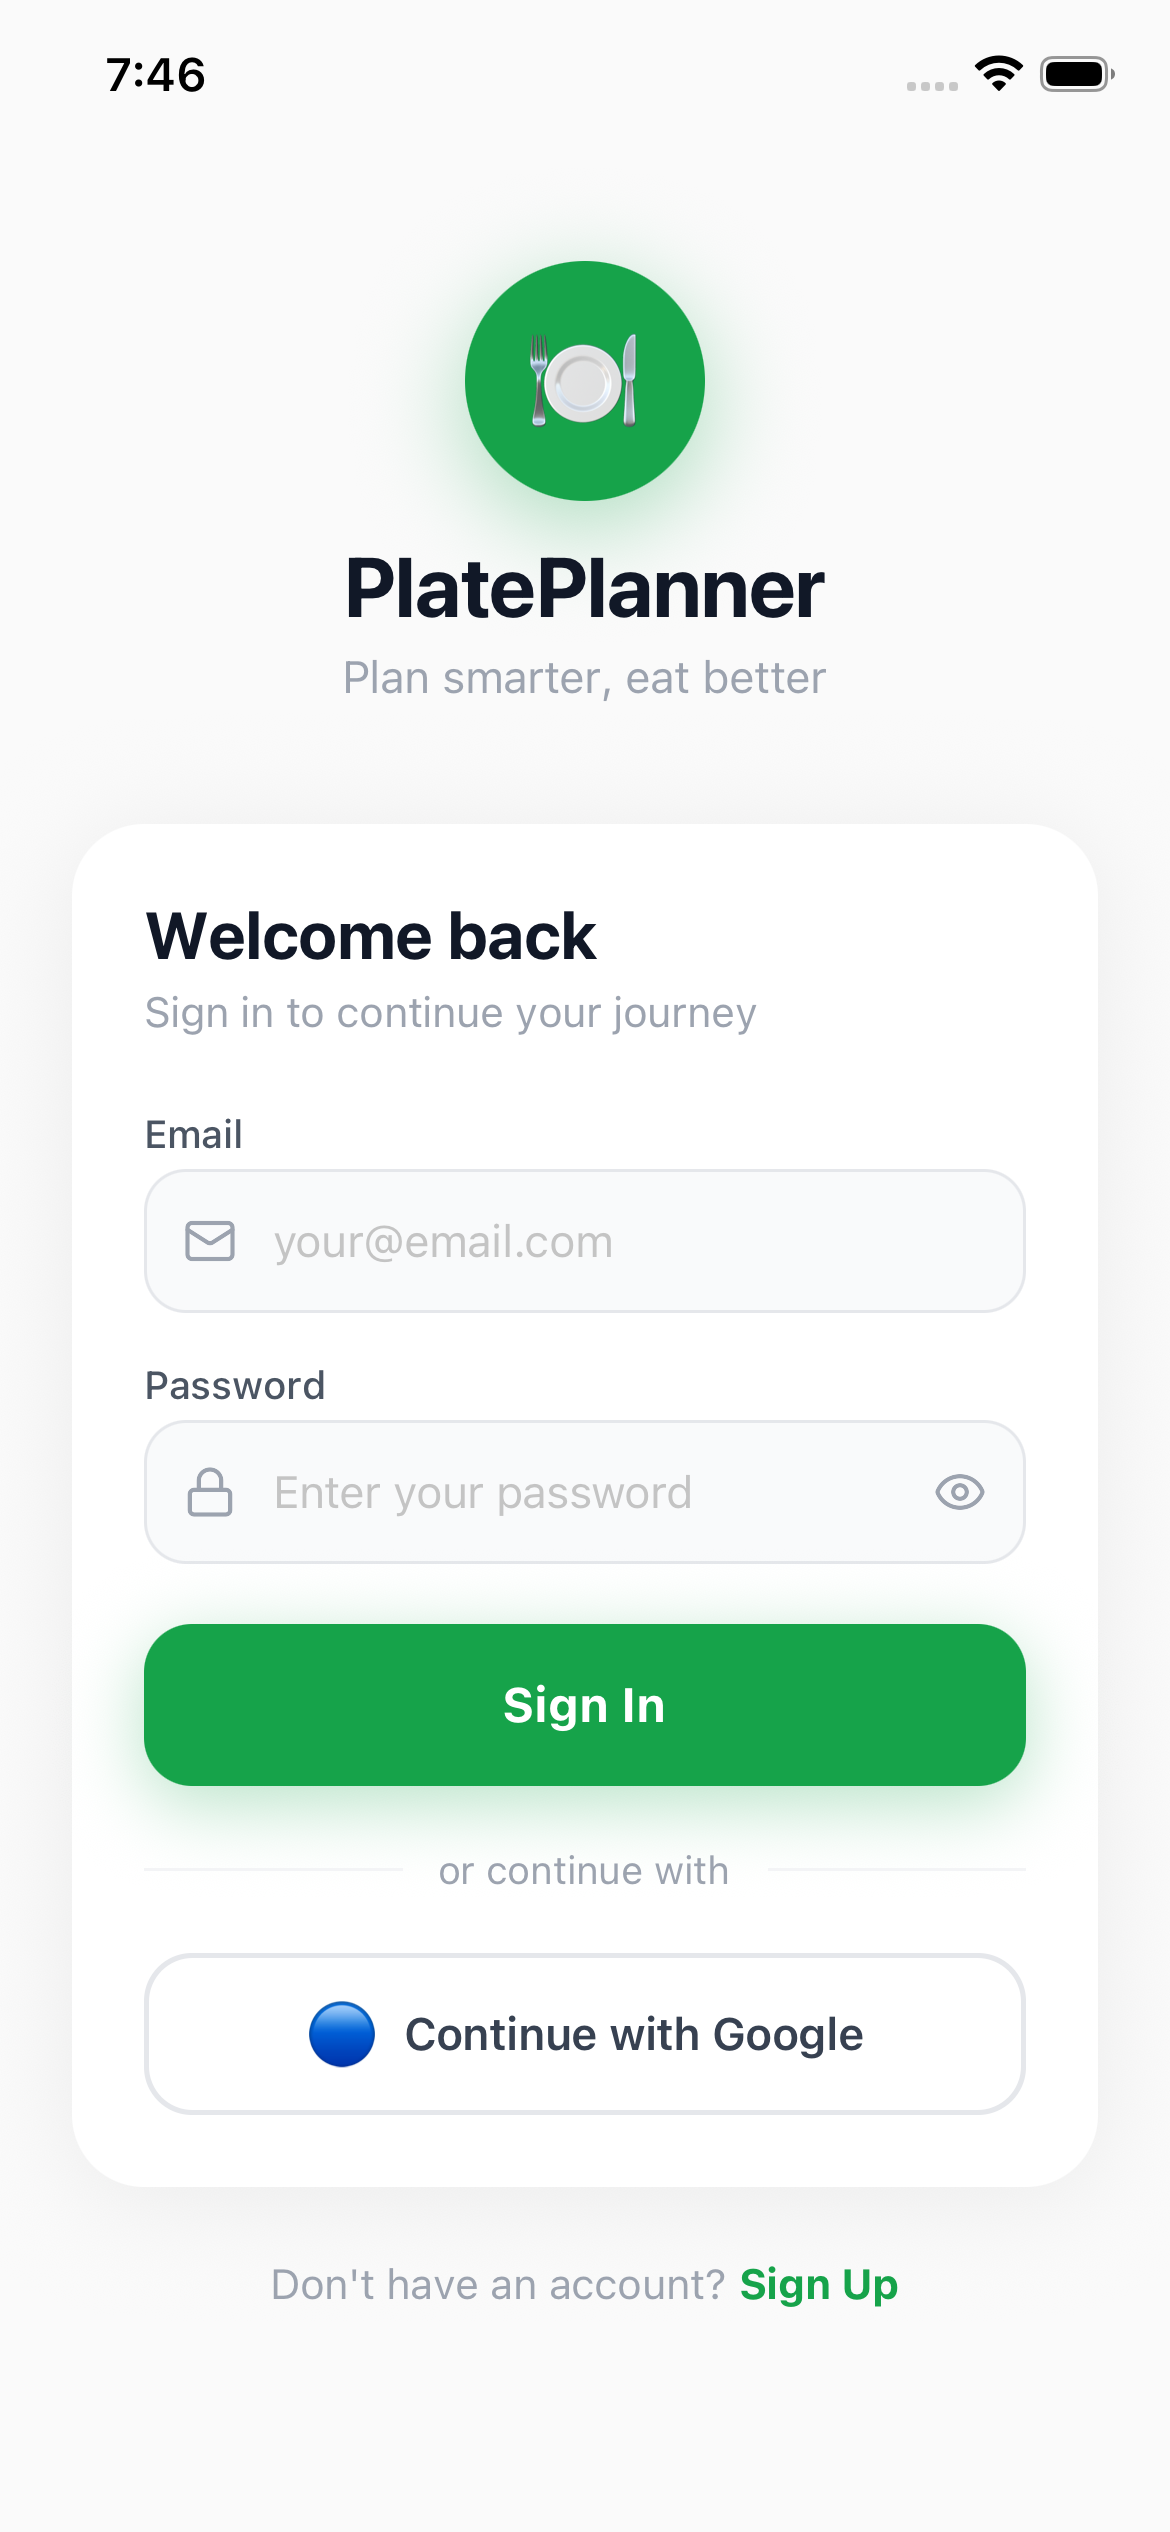 7:46
PlatePlanner
Plan smarter, eat better
Welcome back
Sign in to continue your journey
Email
your@email.com
Password
Enter your password
Sign In
or continue with
Continue with Google
Don't have an account? Sign Up